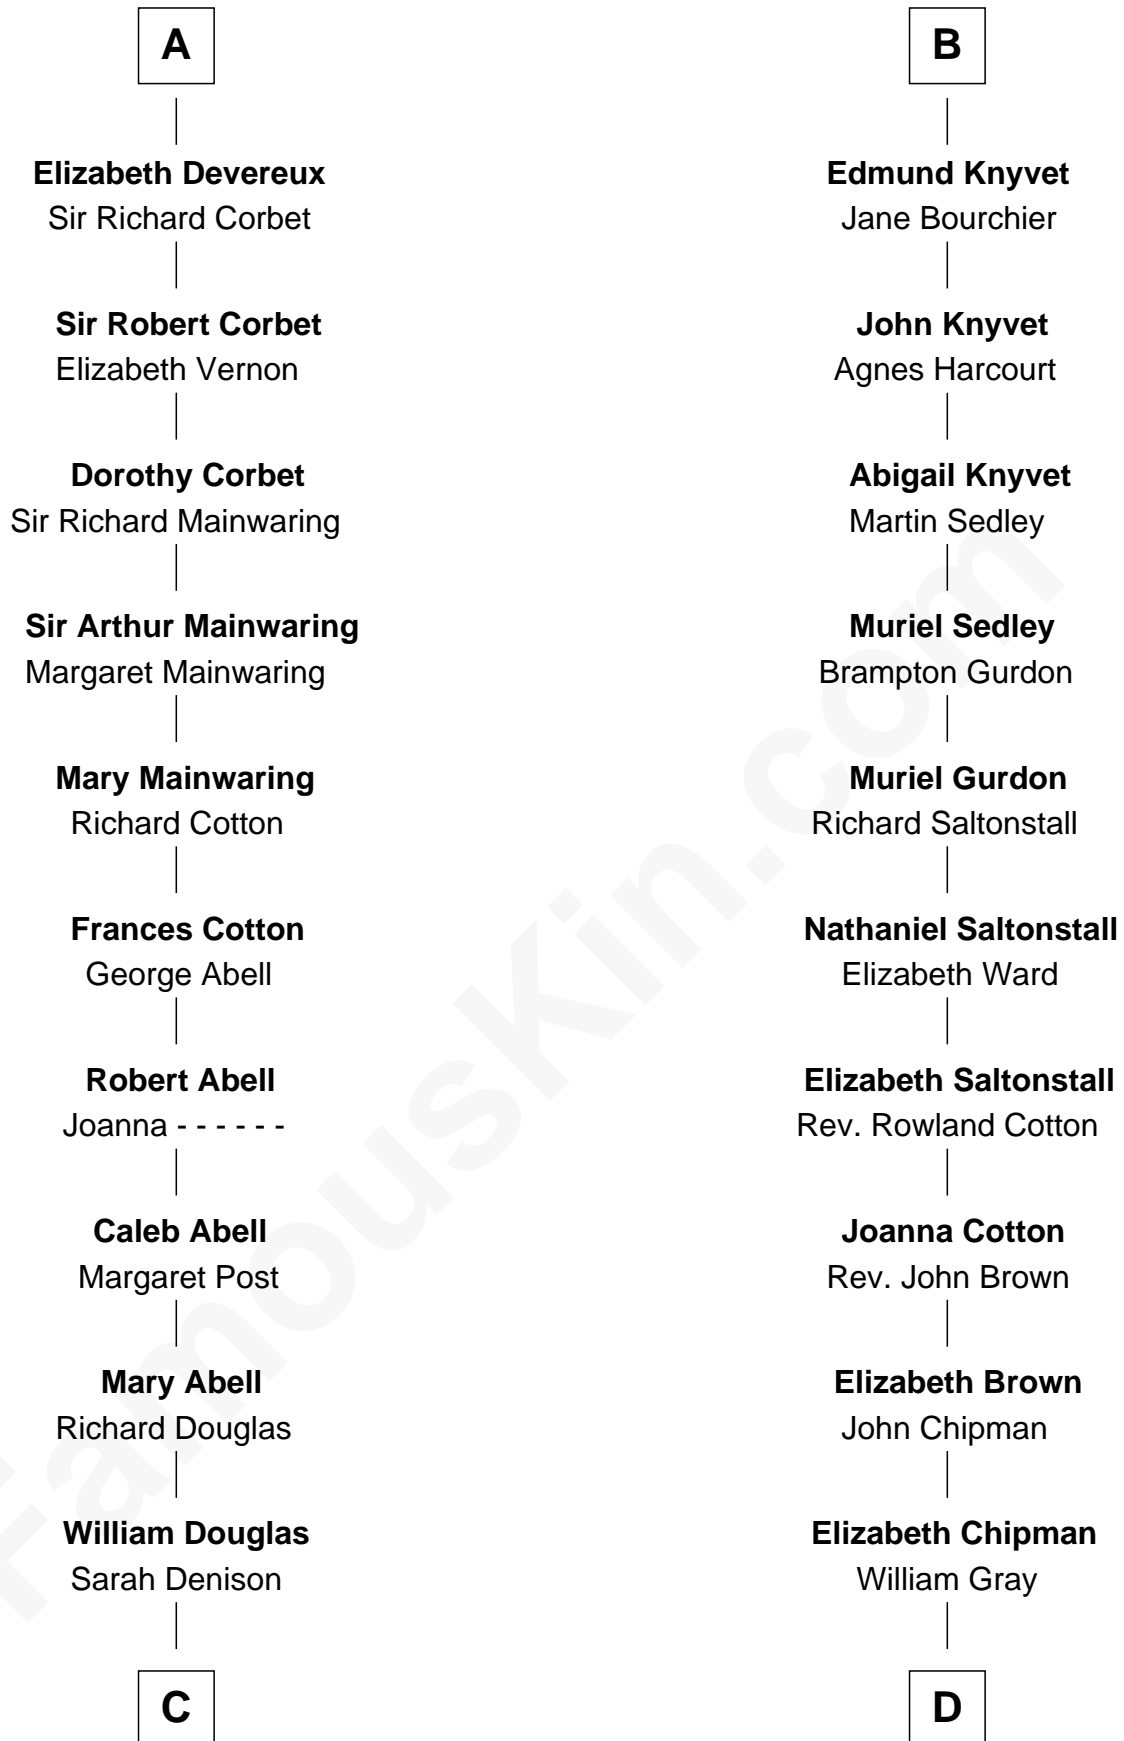 A
Elizabeth Devereux
Sir Richard Corbet
Sir Robert Corbet
Elizabeth Vernon
Dorothy Corbet
Sir Richard Mainwaring
Sir Arthur Mainwaring
Margaret Mainwaring
Mary Mainwaring
Richard Cotton
Frances Cotton
George Abell
Robert Abell
Joanna - - - - - -
Caleb Abell
Margaret Post
Mary Abell
Richard Douglas
William Douglas
Sarah Denison
C
B
Edmund Knyvet
Jane Bourchier
John Knyvet
Agnes Harcourt
Abigail Knyvet
Martin Sedley
Muriel Sedley
Brampton Gurdon
Muriel Gurdon
Richard Saltonstall
Nathaniel Saltonstall
Elizabeth Ward
Elizabeth Saltonstall
Rev. Rowland Cotton
Joanna Cotton
Rev. John Brown
Elizabeth Brown
John Chipman
Elizabeth Chipman
William Gray
D
FamousKin.com